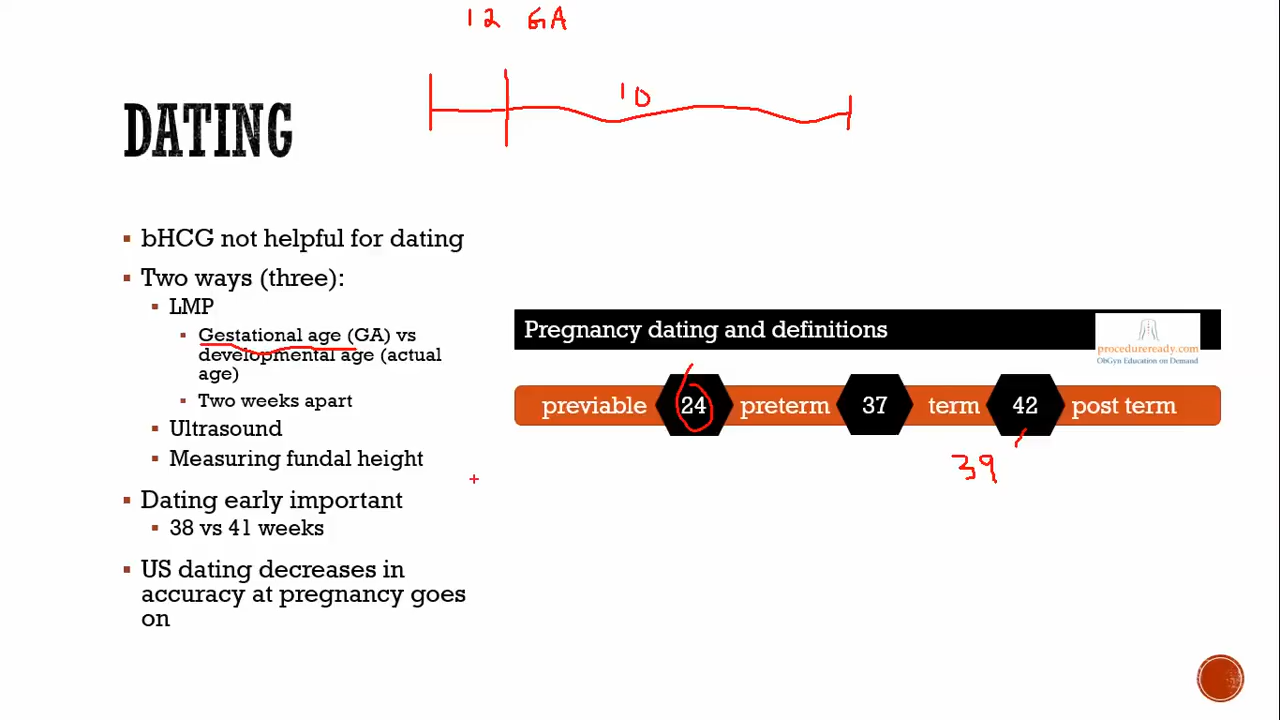 12 GA
10
DATING
bHCG not helpful for dating
Two ways (three):
LMP
Gestational age (GA) vs
developmental age (actual
age)
Two weeks apart
Ultrasound
Measuring fundal height
Dating early important
38 vs 41 weeks
US dating decreases in
accuracy at pregnancy goes
on
Pregnancy dating and definitions
procedureready.com
ObGyn Education on Demand
previable 24 preterm 37 term 42 post term
39